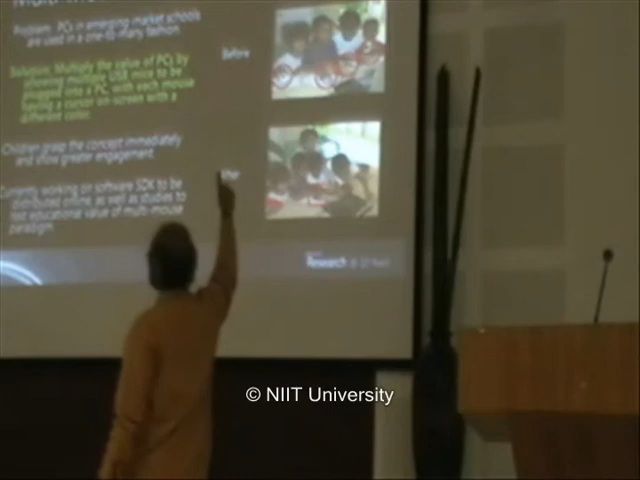 Problem: PCs in emerging market schools
are used in a one-to-many fashion.
Solution: Multiply the value of PCs by
allowing multiple USB mice to be
plugged into a PC with each mouse
having a cursor on-screen with a
different color.
Children grasp the concept immediately
and show greater engagement.
Currently working on software SDK to be
distributed online, as well as studies to
test educational value of multi-mouse
paradigm.
Before
After
Research
© NIIT University